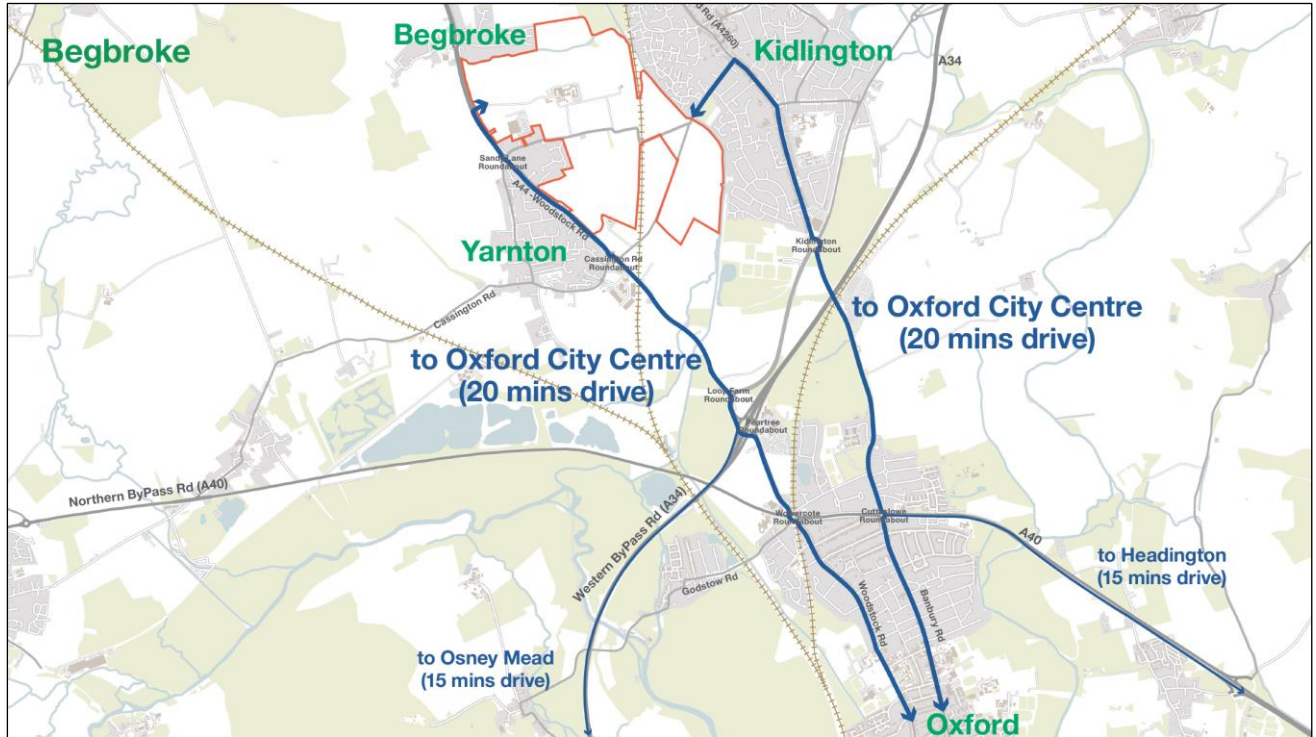 Begbroke
Begbroke
Kidlington
Rd (A4260)
A34
Sandy Lane
Roundabout
A44 -Woodstock Rd
Yarnton
Cassington Rd
Roundabout
Kidlington
Roundabout
Cassington Rd
to Oxford City Centre
(20 mins drive)
to Oxford City Centre
(20 mins drive)
Loop Farm
Roundabout
Peartree
Roundabout
Northern ByPass Rd (A40)
Western ByPass Rd (A34)
Wolvercote
Roundabout
Cutteslowe
Roundabout
A40
to Headington
(15 mins drive)
Godstow Rd
Woodstock Rd
Banbury Rd
to Osney Mead
(15 mins drive)
Oxford